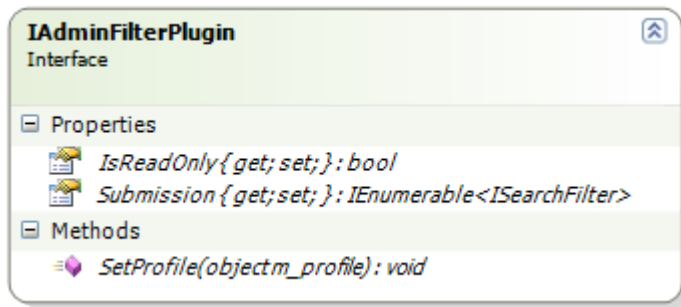 IAdminFilterPlugin
Interface
Properties
IsReadOnly{ get; set; } : bool
Submission { get; set; } : IEnumerable<ISearchFilter>
Methods
SetProfile(objectm_profile) : void